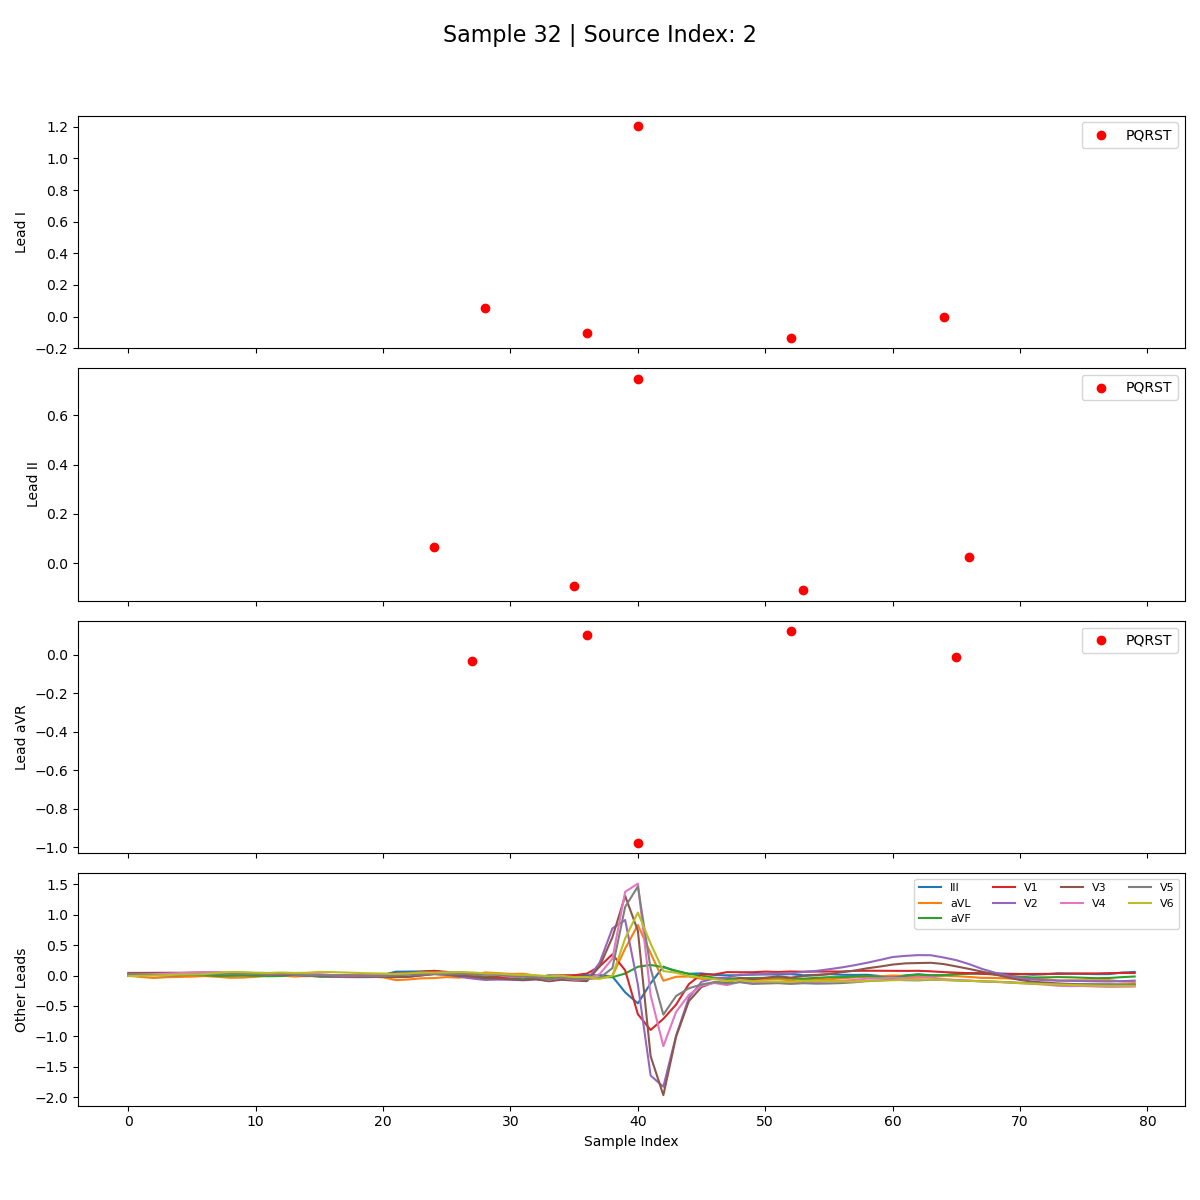 Sample 32 | Source Index: 2
1.2
1.0
0.8
0.6
0.4
0.2
0.0
−0.2
Lead I
PQRST
0.6
0.4
0.2
0.0
Lead II
PQRST
0.0
−0.2
−0.4
−0.6
−0.8
−1.0
Lead aVR
PQRST
1.5
1.0
0.5
0.0
−0.5
−1.0
−1.5
−2.0
Other Leads
III V1 V3 V5
aVL V2 V4 V6
aVF
0 10 20 30 40 50 60 70 80
Sample Index